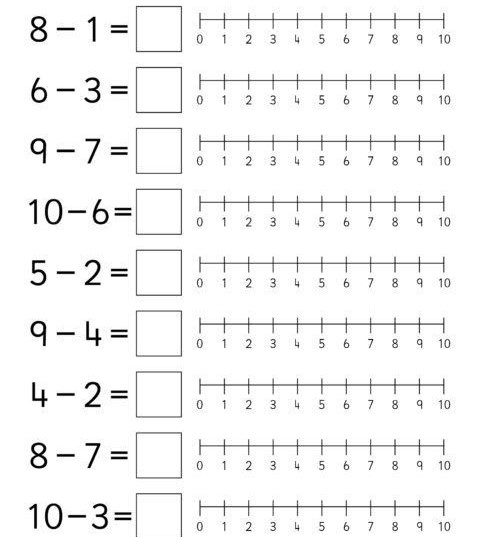 8 - 1 = 0 1 2 3 4 5 6 7 8 9 10
6 - 3 = 0 1 2 3 4 5 6 7 8 9 10
9 - 7 = 0 1 2 3 4 5 6 7 8 9 10
10-6= 0 1 2 3 4 5 6 7 8 9 10
5 - 2 = 0 1 2 3 4 5 6 7 8 9 10
9 - 4 = 0 1 2 3 4 5 6 7 8 9 10
4 - 2 = 0 1 2 3 4 5 6 7 8 9 10
8 - 7 = 0 1 2 3 4 5 6 7 8 9 10
10-3= 0 1 2 3 4 5 6 7 8 9 10